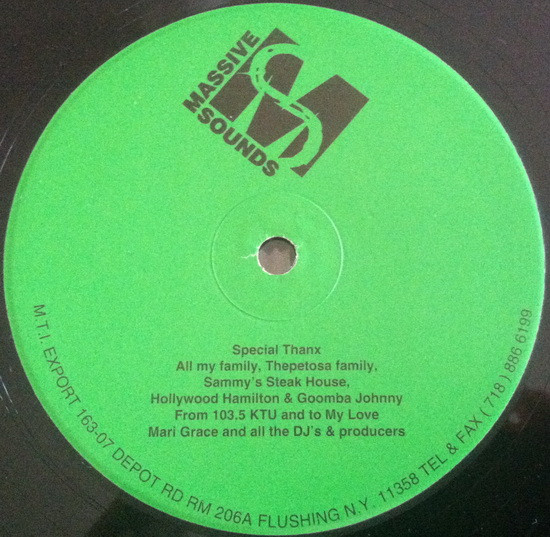 MASSIVE
SOUNDS
Special Thanx
All my family, Thepetosa family,
Sammy's Steak House,
Hollywood Hamilton & Goomba Johnny
From 103.5 KTU and to My Love
Mari Grace and all the DJ's & producers
M.T.I. EXPORT 163-07 DEPOT RD RM 206A FLUSHING N.Y. 11358 TEL & FAX ( 718 ) 886 6199